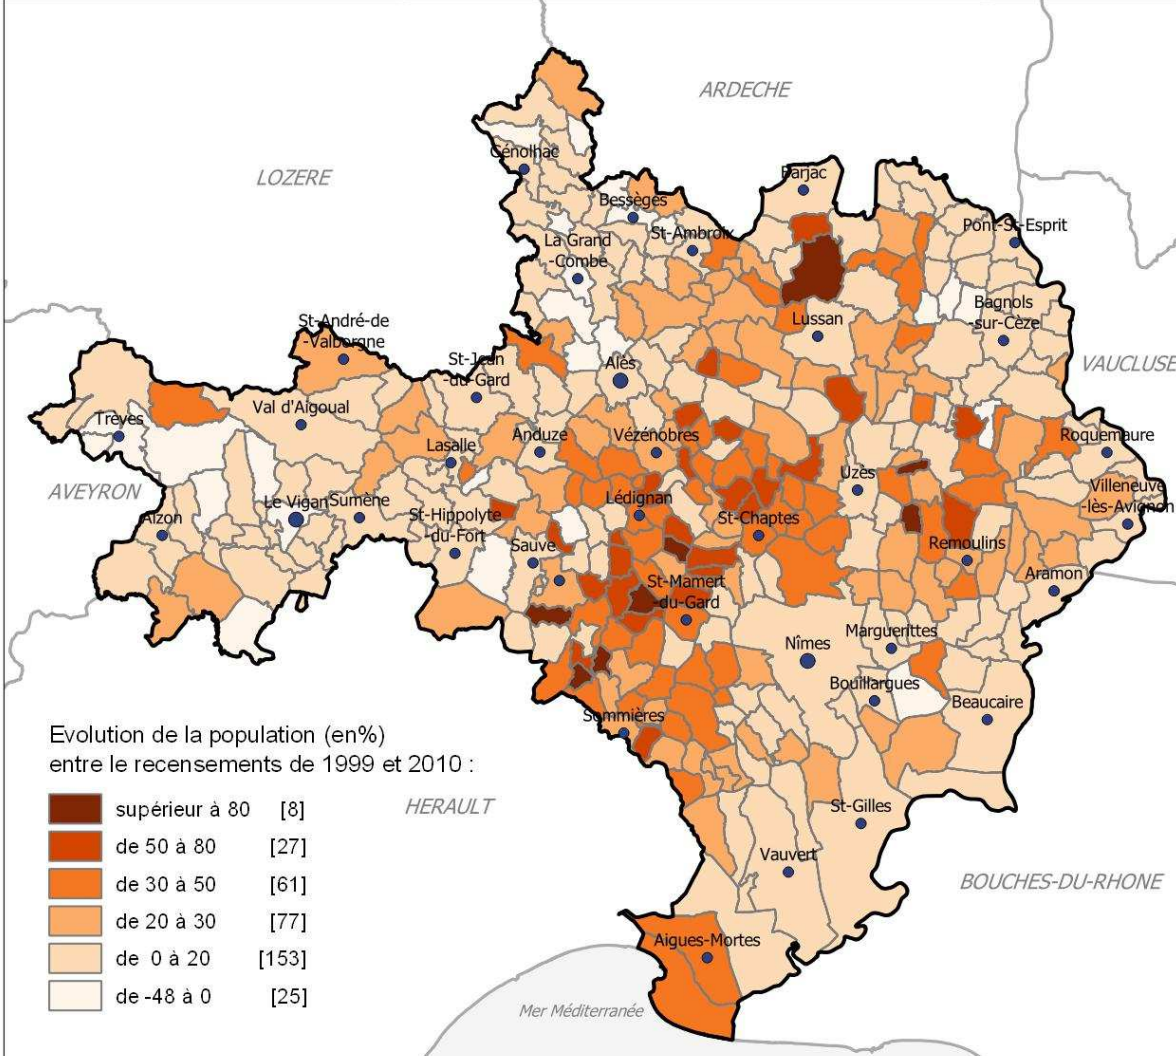 ARDECHE
LOZERE
Génolhac
Barjac
Bessèges
St-Ambroix
Pont-St-Esprit
La Grand
-Combe
Bagnols
-sur-Cèze
St-André-de
-Valborgne
Lussan
St-Jean
-du-Gard
Alès
VAUCLUSE
Trèves
Val d'Aigoual
Lasalle
Anduze
Vézénobres
Roquemaure
Uzès
AVEYRON
Villeneuve
-lès-Avignon
Le Vigan
Sumène
Lédignan
Alzon
St-Hippolyte
-du-Fort
St-Chaptes
Sauve
Remoulins
St-Mamert
-du-Gard
Aramon
Nîmes
Marguerittes
Bouillargues
Beaucaire
Sommières
Evolution de la population (en%)
entre le recensements de 1999 et 2010 :
supérieur à 80 [8]
de 50 à 80 [27]
de 30 à 50 [61]
de 20 à 30 [77]
de 0 à 20 [153]
de -48 à 0 [25]
HERAULT
St-Gilles
Vauvert
BOUCHES-DU-RHONE
Aigues-Mortes
Mer Méditerranée